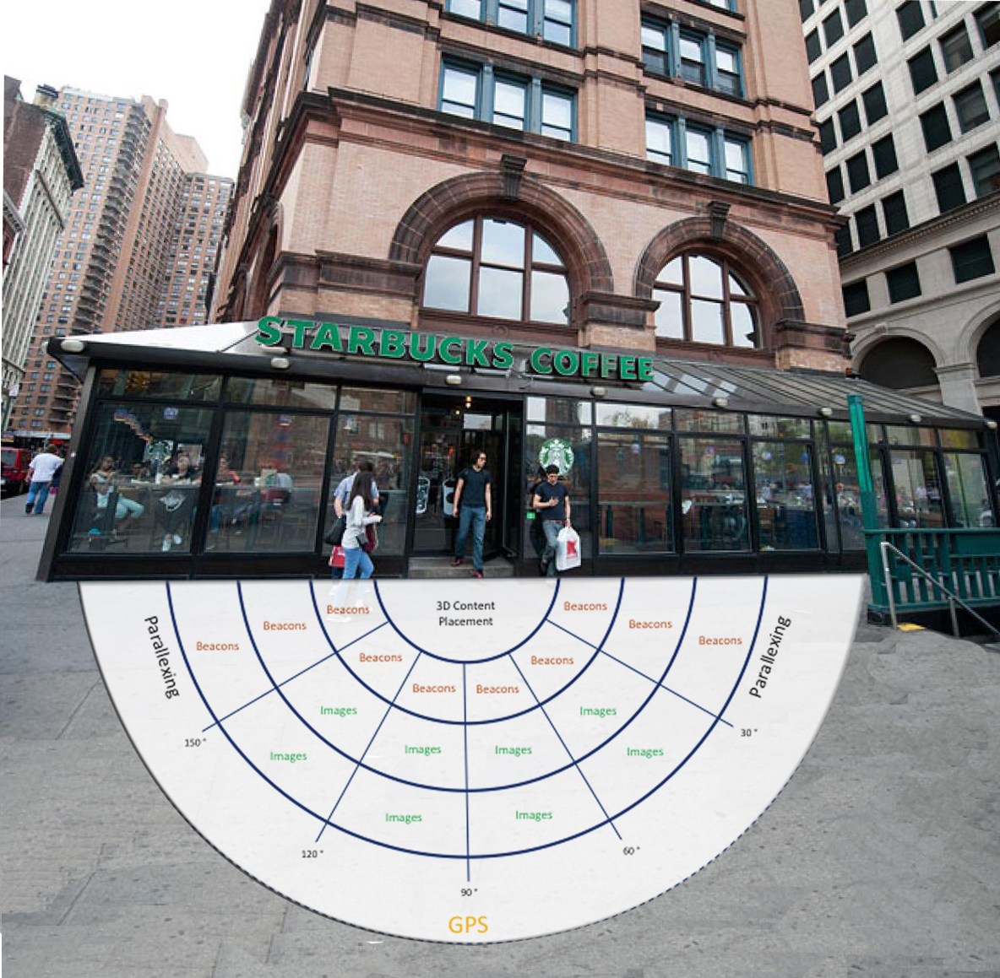 STARBUCKS COFFEE
3D Content
Placement
Beacons
Beacons
Beacons
Beacons
Beacons
Beacons
Beacons
Beacons
Beacons
Beacons
Parallexing
Parallexing
Images
Images
Images
Images
Images
Images
Images
Images
150°
30°
120°
60°
90°
GPS